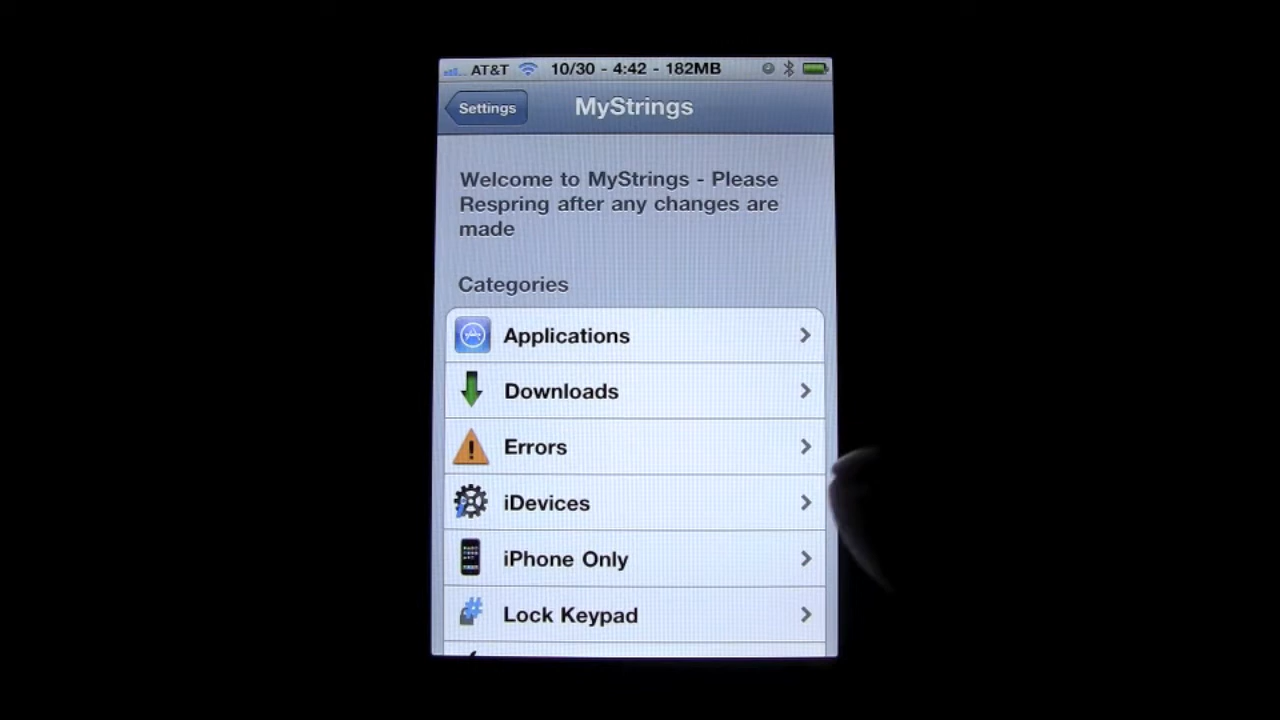 AT&T 10/30 - 4:42 - 182MB
Settings MyStrings
Welcome to MyStrings - Please
Respring after any changes are
made
Categories
Applications
Downloads
Errors
iDevices
iPhone Only
Lock Keypad